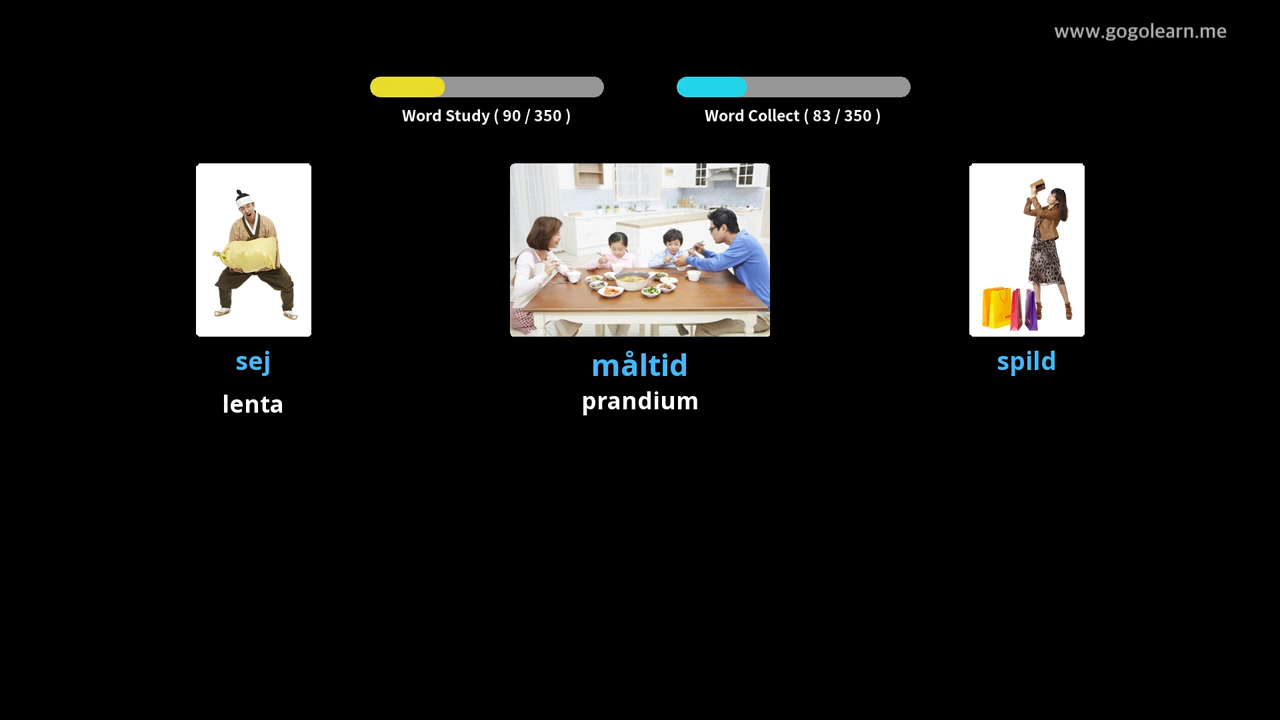 www.gogolearn.me
Word Study ( 90 / 350 )
Word Collect ( 83 / 350 )
sej
lenta
måltid
prandium
spild